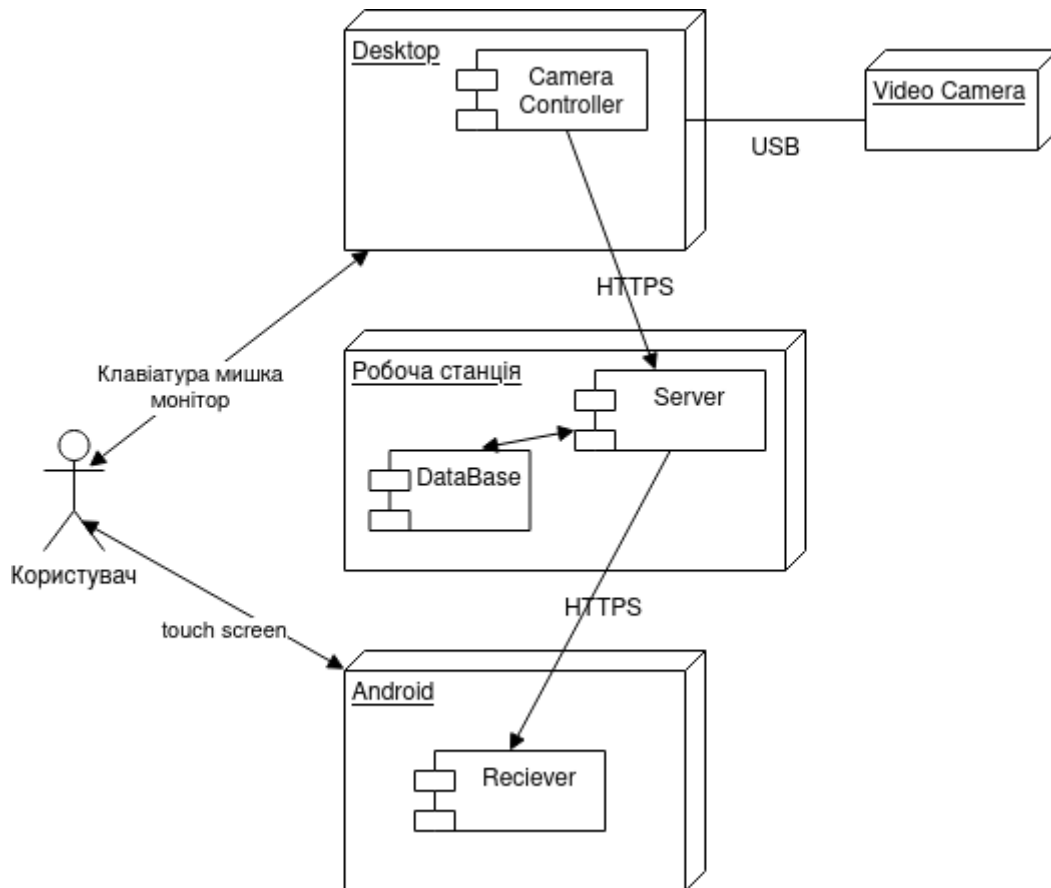 Desktop
Camera
Controller
Video Camera
USB
HTTPS
Клавіатура мишка
монітор
Робоча станція
Server
DataBase
Користувач
HTTPS
touch screen
Android
Reciever